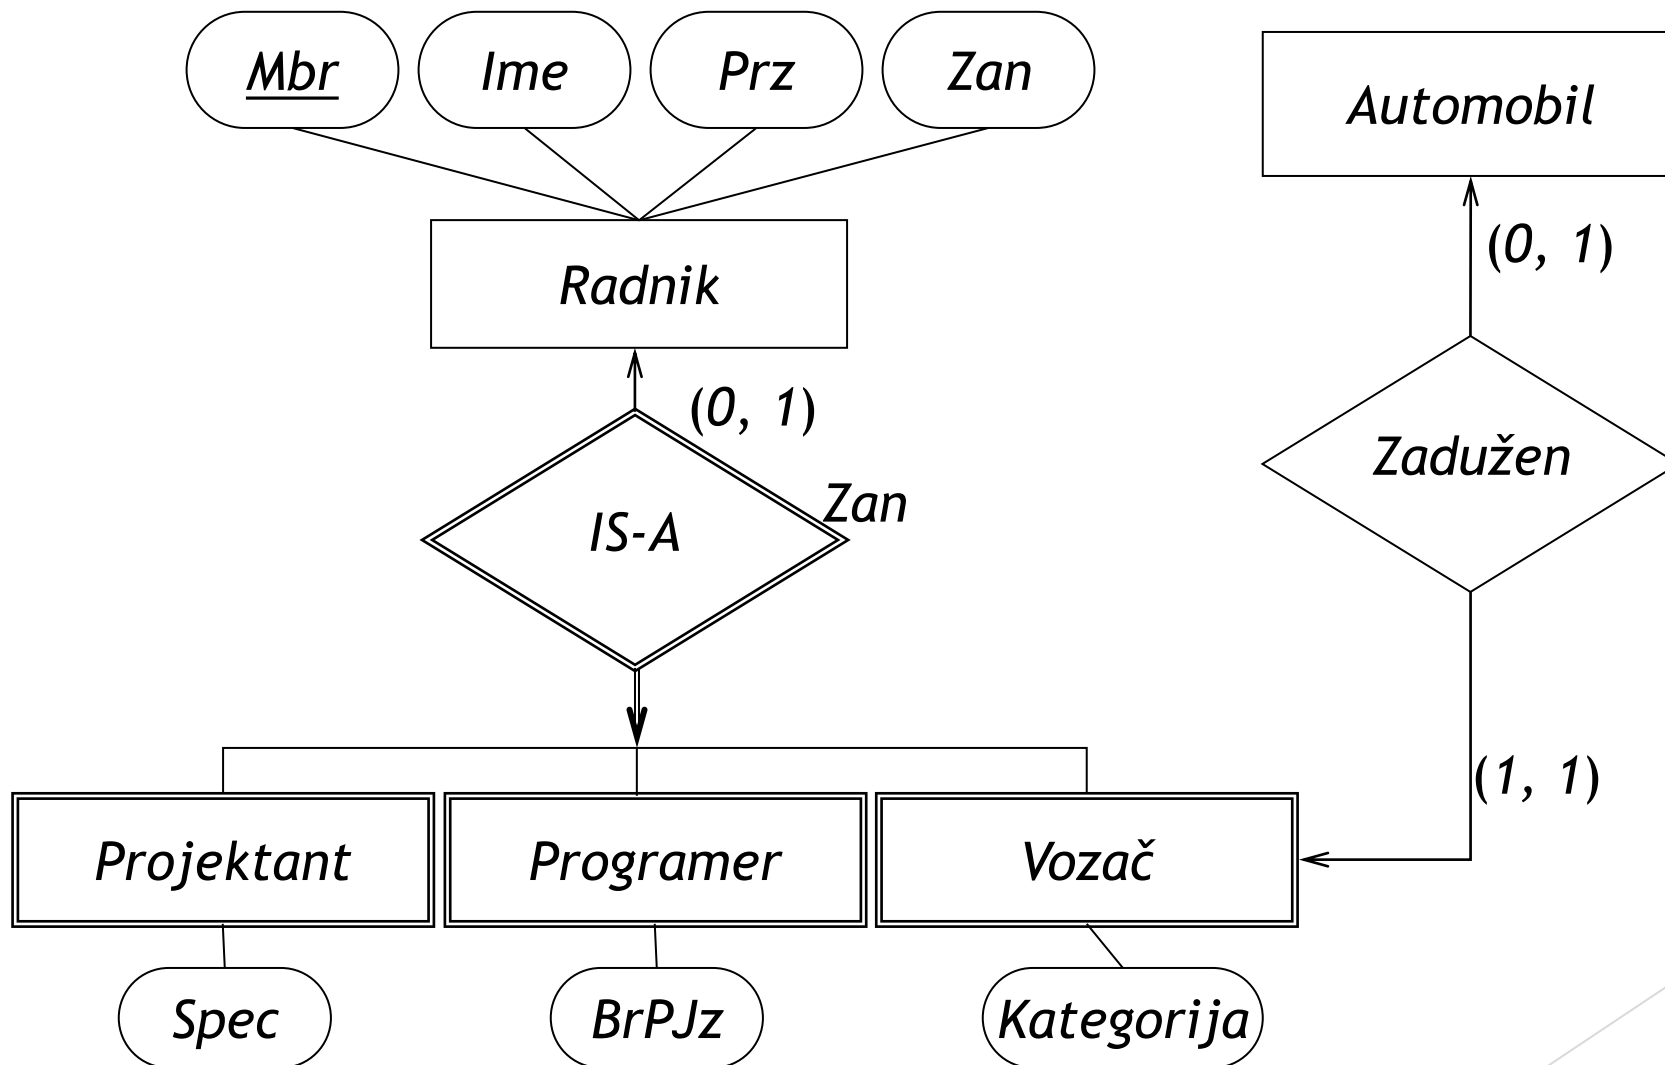 Mbr
Ime
Prz
Zan
Automobil
(0, 1)
Radnik
(0, 1)
Zadužen
Zan
IS-A
(1, 1)
Projektant
Programer
Vozač
Spec
BrPJz
Kategorija